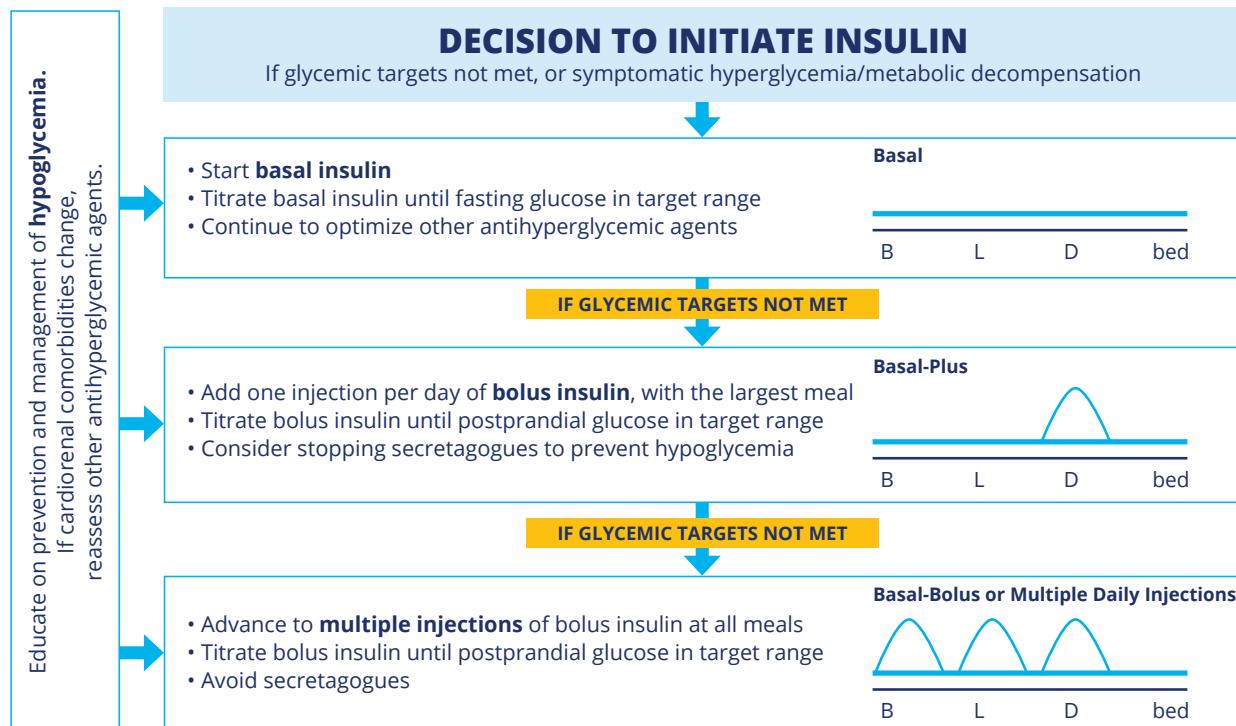 Educate on prevention and management of hypoglycemia.
If cardiorenal comorbidities change,
reassess other antihyperglycemic agents.
DECISION TO INITIATE INSULIN
If glycemic targets not met, or symptomatic hyperglycemia/metabolic decompensation
• Start basal insulin
• Titrate basal insulin until fasting glucose in target range
• Continue to optimize other antihyperglycemic agents
Basal
B L D bed
IF GLYCEMIC TARGETS NOT MET
• Add one injection per day of bolus insulin, with the largest meal
• Titrate bolus insulin until postprandial glucose in target range
• Consider stopping secretagogues to prevent hypoglycemia
Basal-Plus
B L D bed
IF GLYCEMIC TARGETS NOT MET
• Advance to multiple injections of bolus insulin at all meals
• Titrate bolus insulin until postprandial glucose in target range
• Avoid secretagogues
Basal-Bolus or Multiple Daily Injections
B L D bed